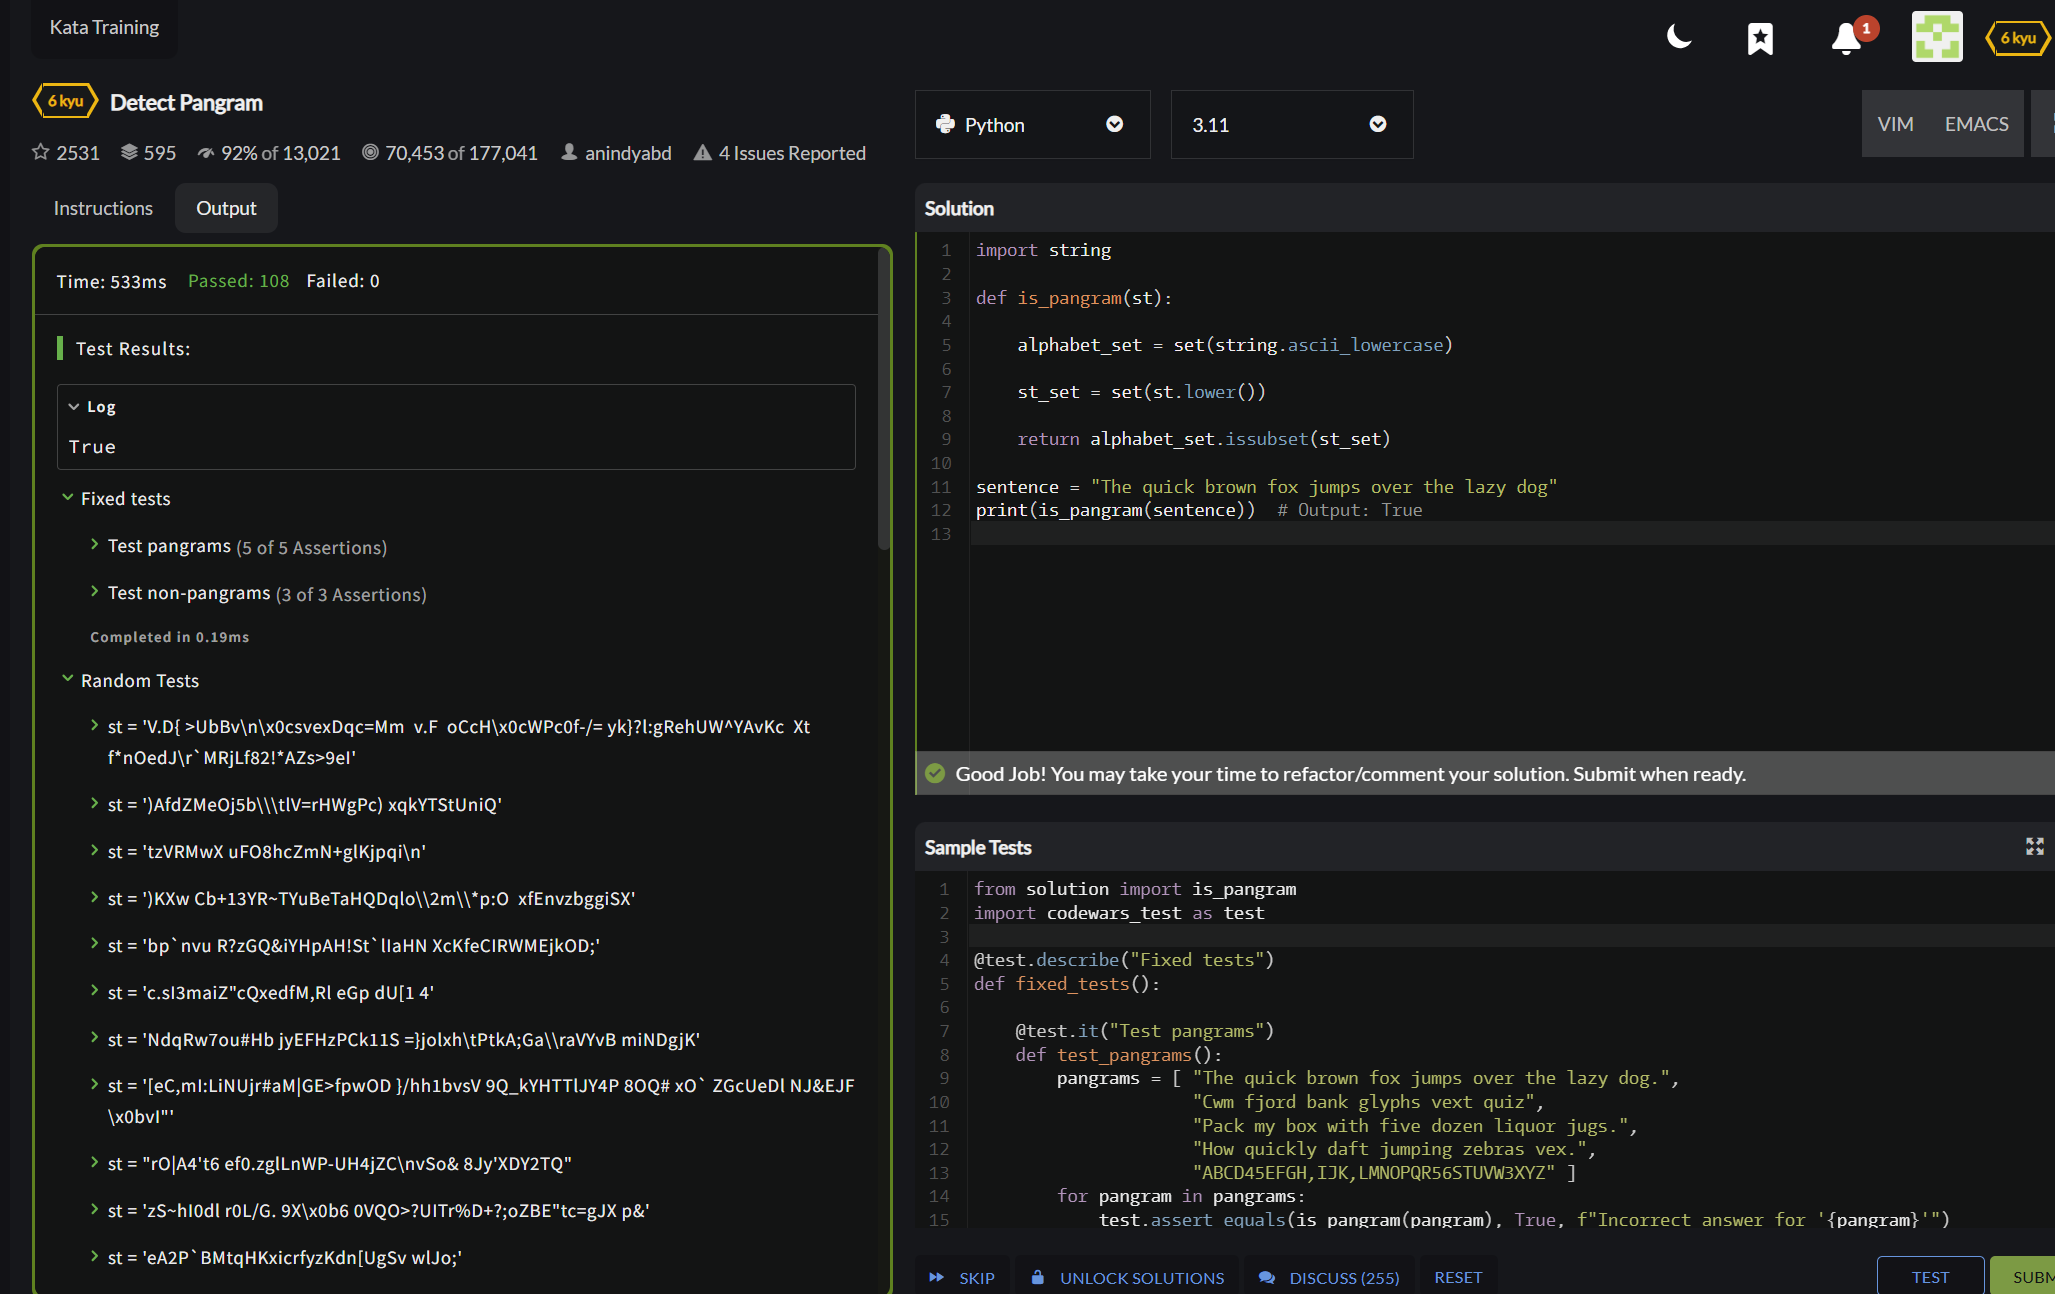 Kata Training
1
6 kyu
6 kyu Detect Pangram
2531 595 92% of 13,021 70,453 of 177,041 anindyabd 4 Issues Reported
Python
3.11
VIM EMACS
Instructions Output
Time: 533ms Passed: 108 Failed: 0
Test Results:
Log
True
Fixed tests
Test pangrams (5 of 5 Assertions)
Test non-pangrams (3 of 3 Assertions)
Completed in 0.19ms
Random Tests
st = 'V.D{ >UbBv\n\x0csvexDqc=Mm  v.F  oCcH\x0cWPc0f-/= yk}?l:gRehUW^YAvKc  Xt
f*nOedJ\r`MRjLf82!*AZs>9eI'
st = ')AfdZMeOj5b\\\tlV=rHWgPc) xqkYTStUniQ'
st = 'tzVRMwX uFO8hcZmN+glKjpqi\n'
st = ')KXw Cb+13YR~TYuBeTaHQDqlo\\2m\\*p:O  xfEnvzbggiSX'
st = 'bp`nvu R?zGQ&iYHpAH!St`lIaHN XcKfeCIRWMEjkOD;'
st = 'c.sI3maiZ"cQxedfM,Rl eGp dU[1 4'
st = 'NdqRw7ou#Hb jyEFHzPCk11S =}jolxh\tPtkA;Ga\\raVYvB miNDgjK'
st = '[eC,mI:LiNUjr#aM|GE>fpwOD }/hh1bvsV 9Q_kYHTTlJY4P 8OQ# xO` ZGcUeDl NJ&EJF
\x0bvI"'
st = "rO|A4't6 ef0.zglLnWP-UH4jZC\nvSo& 8Jy'XDY2TQ"
st = 'zS~hI0dl r0L/G. 9X\x0b6 0VQO>?UITr%D+?;oZBE"tc=gJX p&'
st = 'eA2P`BMtqHKxicrfyzKdn[UgSv wlJo;'
Solution
1 import string
2
3 def is_pangram(st):
4
5     alphabet_set = set(string.ascii_lowercase)
6
7     st_set = set(st.lower())
8
9     return alphabet_set.issubset(st_set)
10
11 sentence = "The quick brown fox jumps over the lazy dog"
12 print(is_pangram(sentence))  # Output: True
13
Good Job! You may take your time to refactor/comment your solution. Submit when ready.
Sample Tests
1 from solution import is_pangram
2 import codewars_test as test
3
4 @test.describe("Fixed tests")
5 def fixed_tests():
6
7     @test.it("Test pangrams")
8     def test_pangrams():
9         pangrams = [ "The quick brown fox jumps over the lazy dog.",
10                      "Cwm fjord bank glyphs vext quiz",
11                      "Pack my box with five dozen liquor jugs.",
12                      "How quickly daft jumping zebras vex.",
13                      "ABCD45EFGH,IJK,LMNOPQR56STUVW3XYZ" ]
14         for pangram in pangrams:
15             test.assert_equals(is_pangram(pangram), True, f"Incorrect answer for '{pangram}'")
SKIP UNLOCK SOLUTIONS DISCUSS (255) RESET TEST SUBM